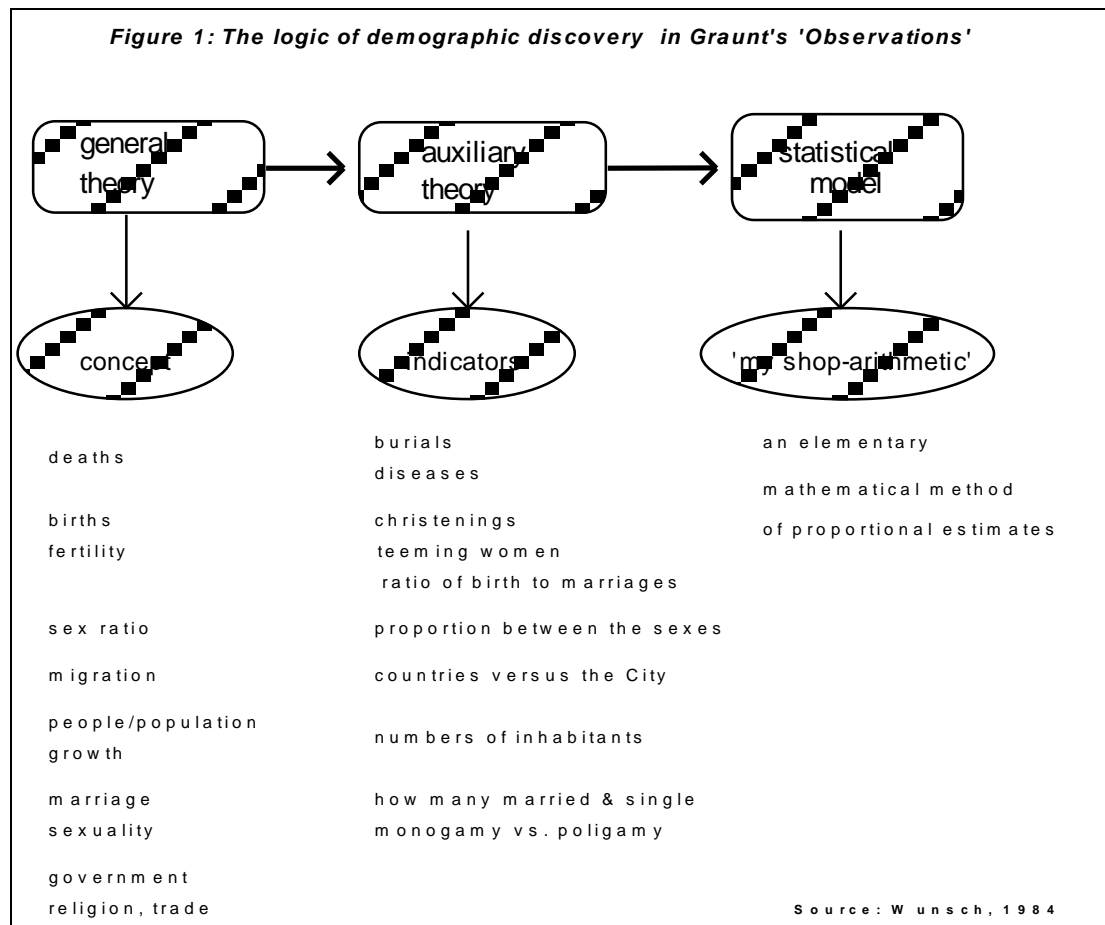 Figure 1: The logic of demographic discovery in Graunt's 'Observations'
general
theory
auxiliary
theory
statistical
model
concept
indicators
'my shop-arithmetic'
deaths
births
fertility
sex ratio
migration
people/population
growth
marriage
sexuality
government
religion, trade
burials
diseases
christenings
teeming women
ratio of birth to marriages
proportion between the sexes
countries versus the City
numbers of inhabitants
how many married & single
monogamy vs. poligamy
an elementary
mathematical method
of proportional estimates
Source: Wunsch, 1984